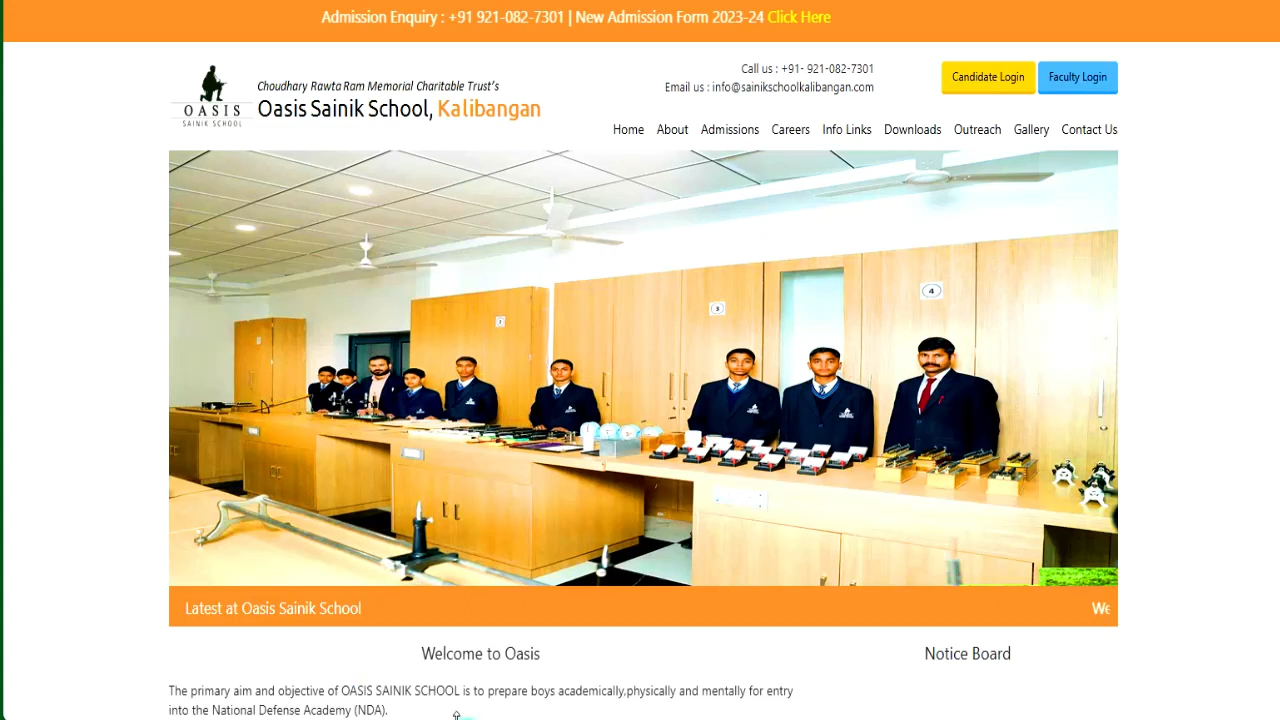 Admission Enquiry : +91 921-082-7301 | New Admission Form 2023-24 Click Here
OASIS
SAINIK SCHOOL
Choudhary Rawta Ram Memorial Charitable Trust's
Oasis Sainik School, Kalibangan
Call us : +91- 921-082-7301
Email us : info@sainikschoolkalibangan.com
Candidate Login
Faculty Login
Home About Admissions Careers Info Links Downloads Outreach Gallery Contact Us
1
3
4
Latest at Oasis Sainik School
We
Welcome to Oasis
Notice Board
The primary aim and objective of OASIS SAINIK SCHOOL is to prepare boys academically,physically and mentally for entry
into the National Defense Academy (NDA).